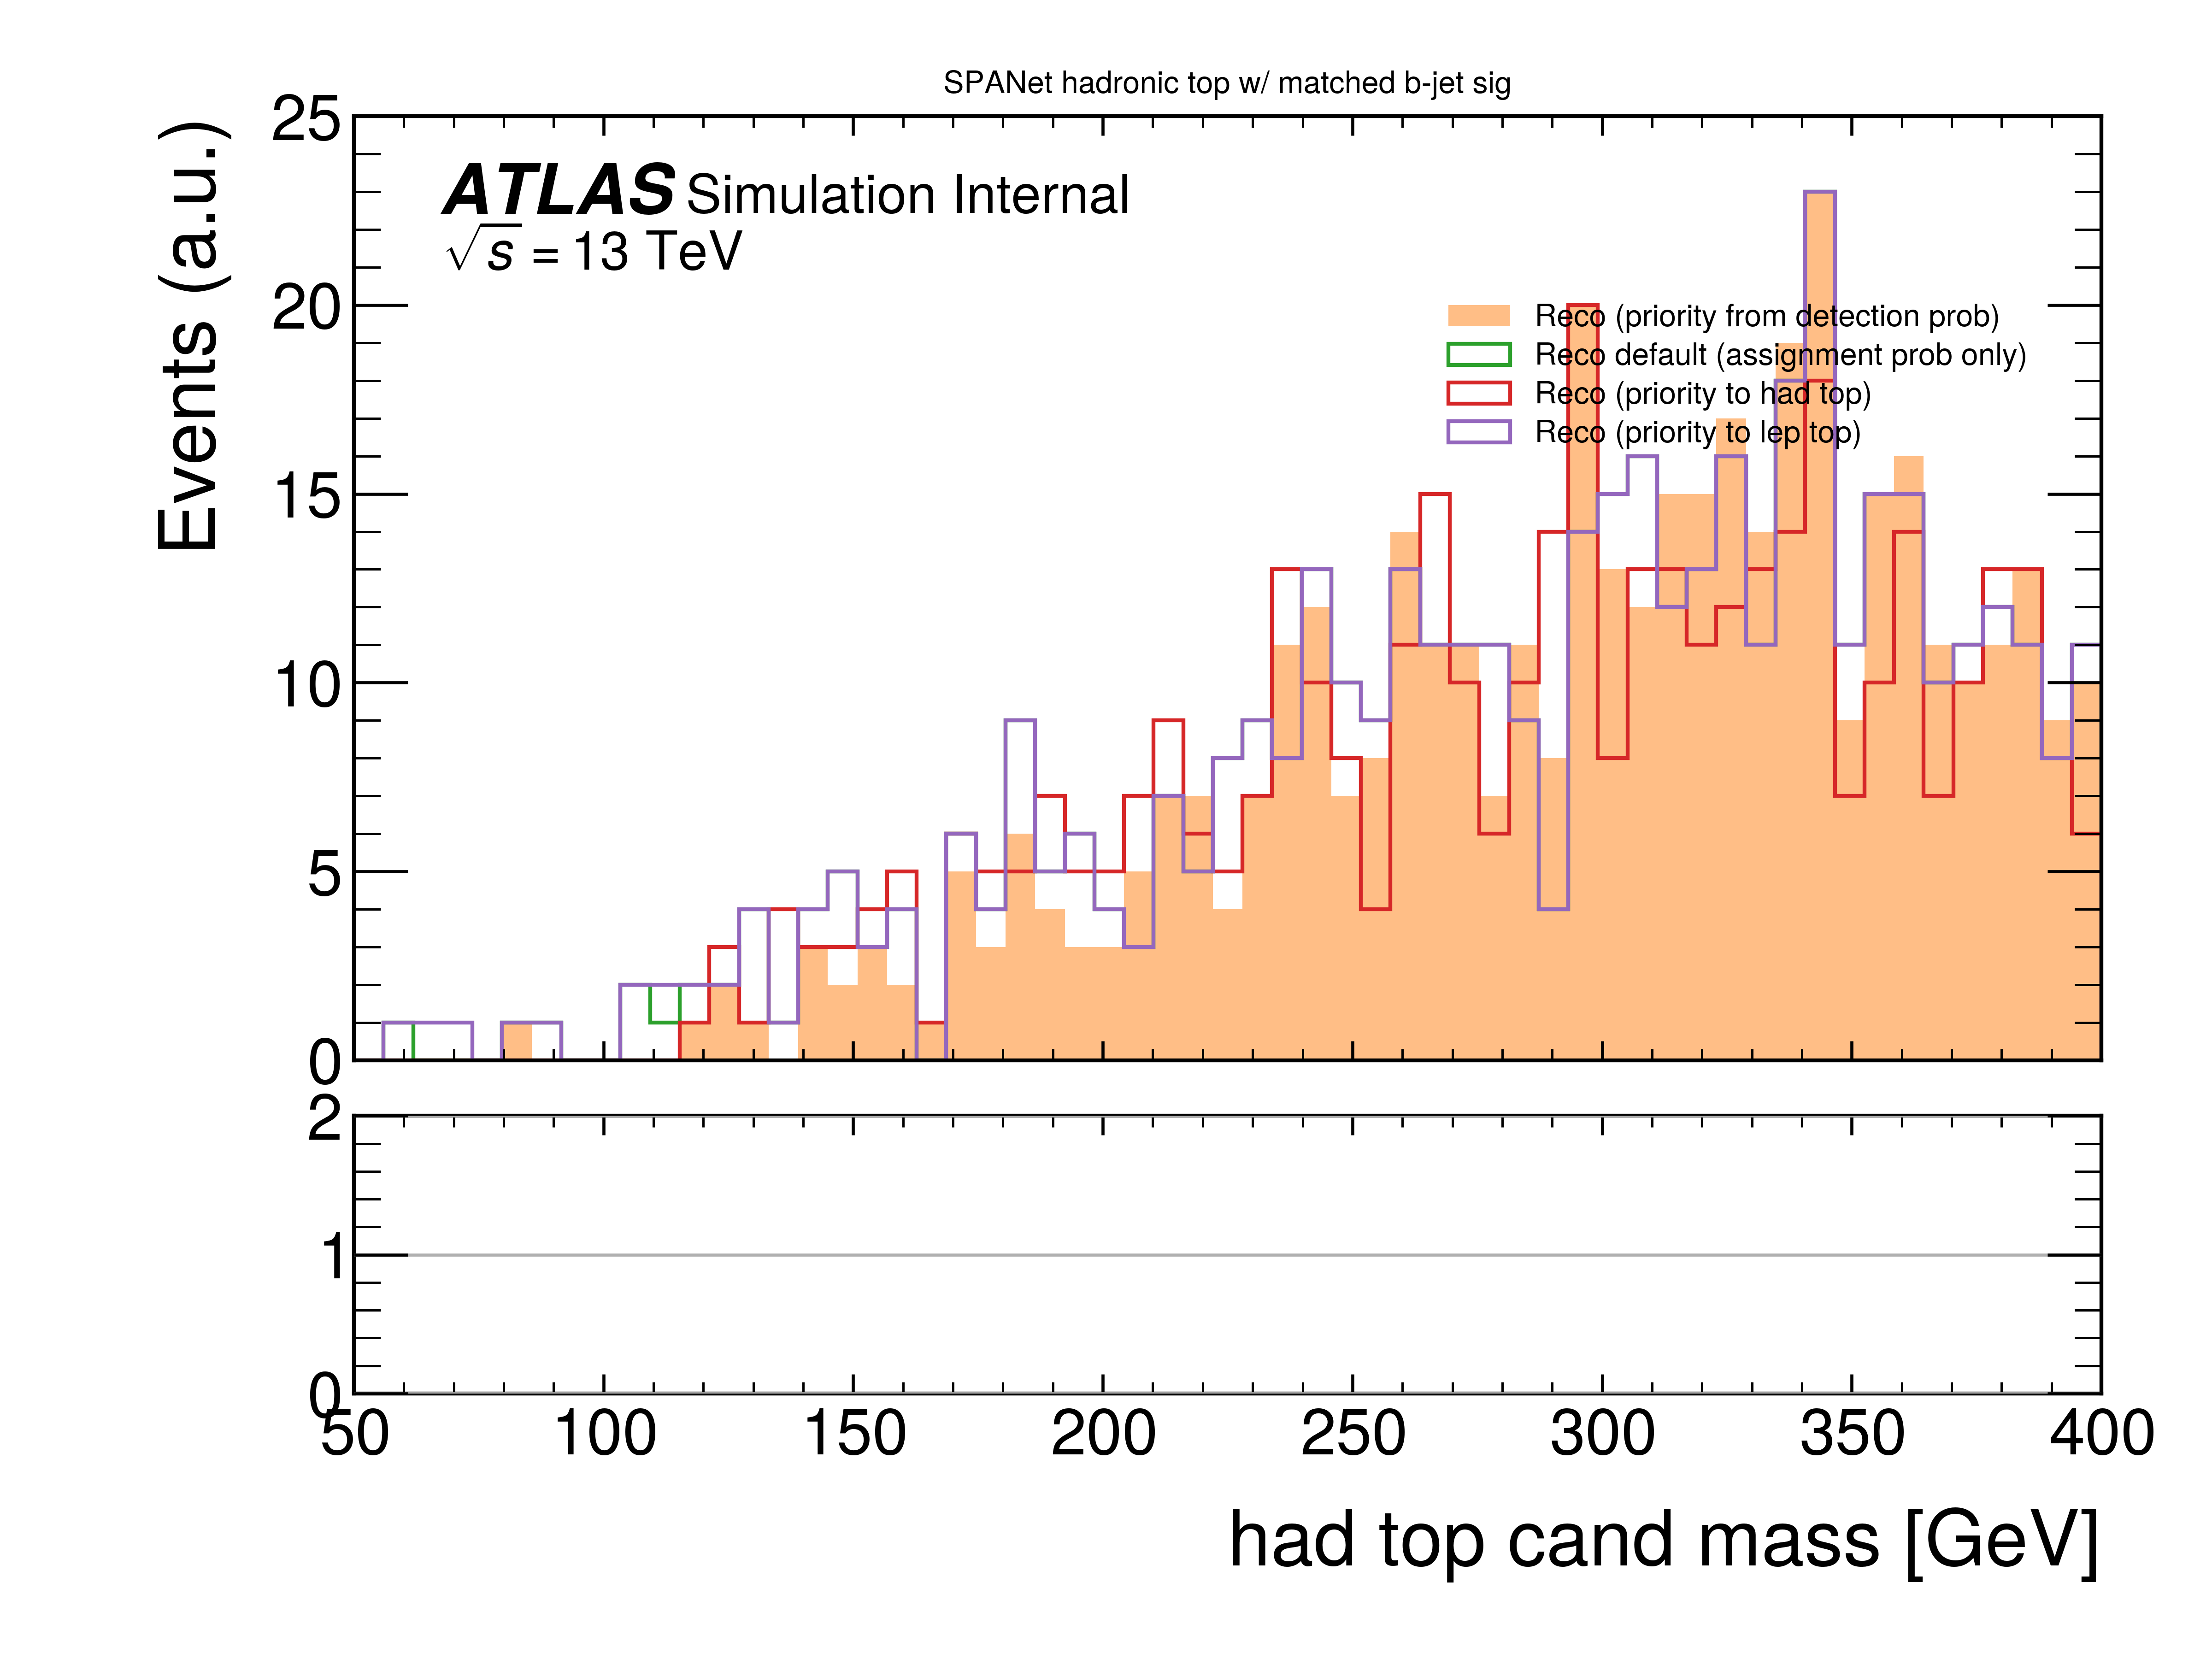 SPANet hadronic top w/ matched b-jet sig
ATLAS Simulation Internal
√s = 13 TeV
Events (a.u.)
25
20
15
10
5
0
Reco (priority from detection prob)
Reco default (assignment prob only)
Reco (priority to had top)
Reco (priority to lep top)
2
1
0
50 100 150 200 250 300 350 400
had top cand mass [GeV]